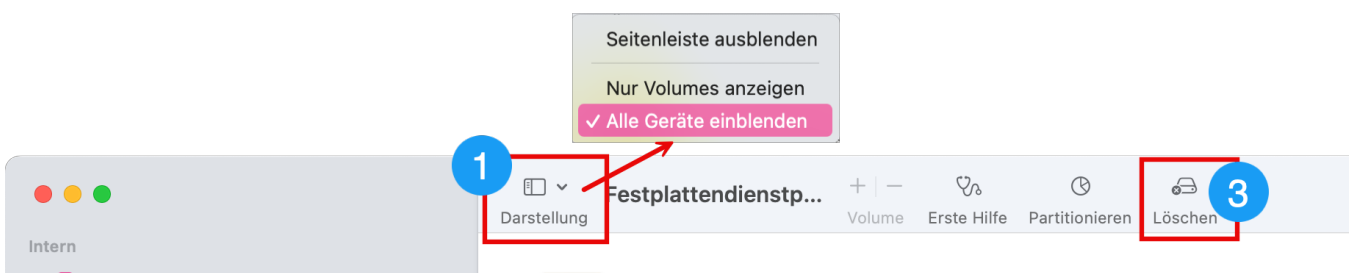 Seitenleiste ausblenden
Nur Volumes anzeigen
✓ Alle Geräte einblenden
1
3
Festplattendienstp...
Darstellung
Volume
Erste Hilfe
Partitionieren
Löschen
Intern